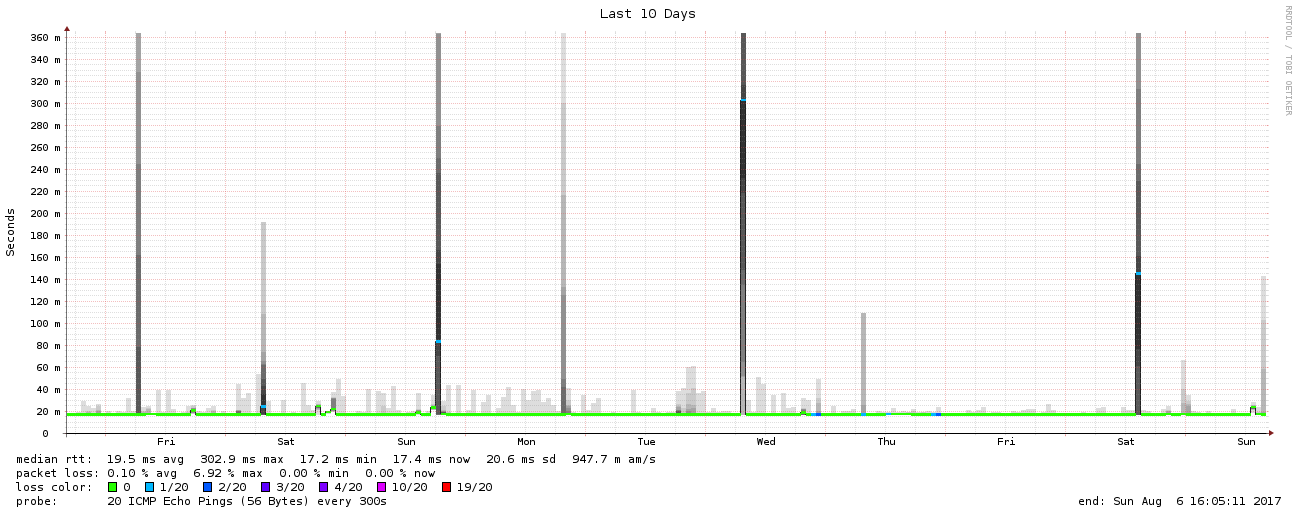 Last 10 Days
RRDTOOL / TOBI OETIKER
Seconds
360 m
340 m
320 m
300 m
280 m
260 m
240 m
220 m
200 m
180 m
160 m
140 m
120 m
100 m
80 m
60 m
40 m
20 m
0
Fri Sat Sun Mon Tue Wed Thu Fri Sat Sun
median rtt: 19.5 ms avg 302.9 ms max 17.2 ms min 17.4 ms now 20.6 ms sd 947.7 m am/s
packet loss: 0.10 % avg 6.92 % max 0.00 % min 0.00 % now
loss color: 0 1/20 2/20 3/20 4/20 10/20 19/20
probe: 20 ICMP Echo Pings (56 Bytes) every 300s end: Sun Aug 6 16:05:11 2017